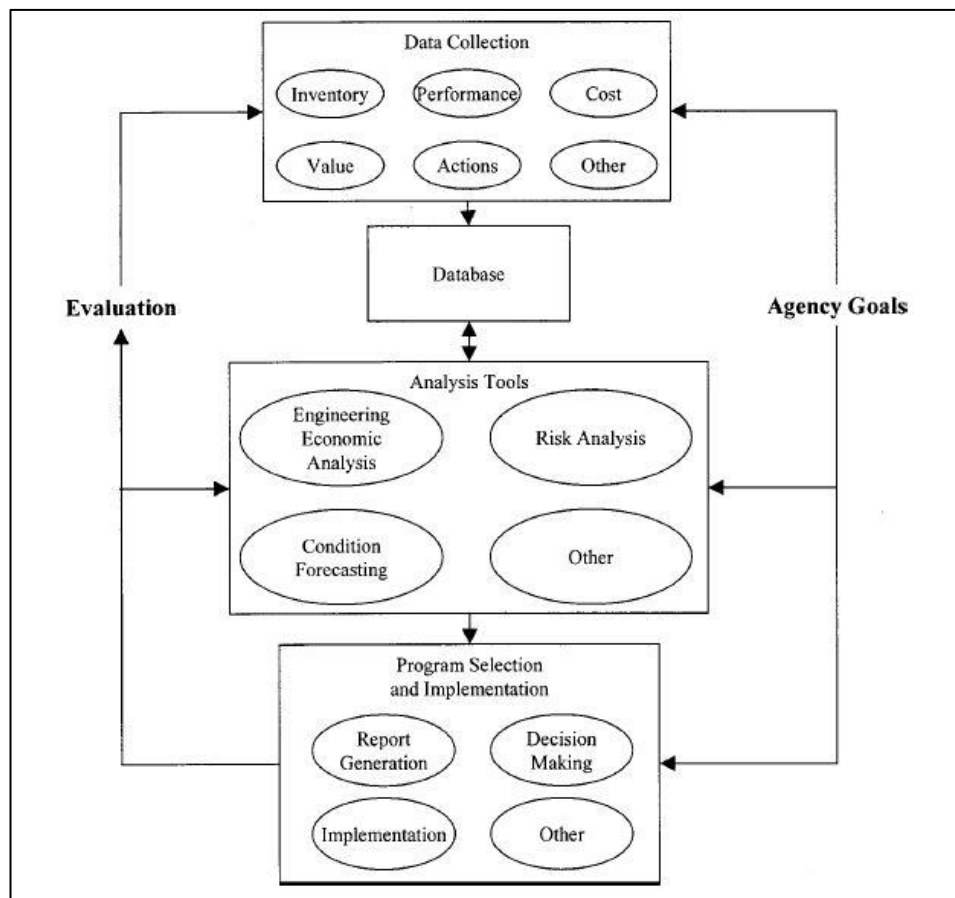 Data Collection
Inventory
Performance
Cost
Value
Actions
Other
Database
Evaluation
Agency Goals
Analysis Tools
Engineering
Economic
Analysis
Risk Analysis
Condition
Forecasting
Other
Program Selection
and Implementation
Report
Generation
Decision
Making
Implementation
Other